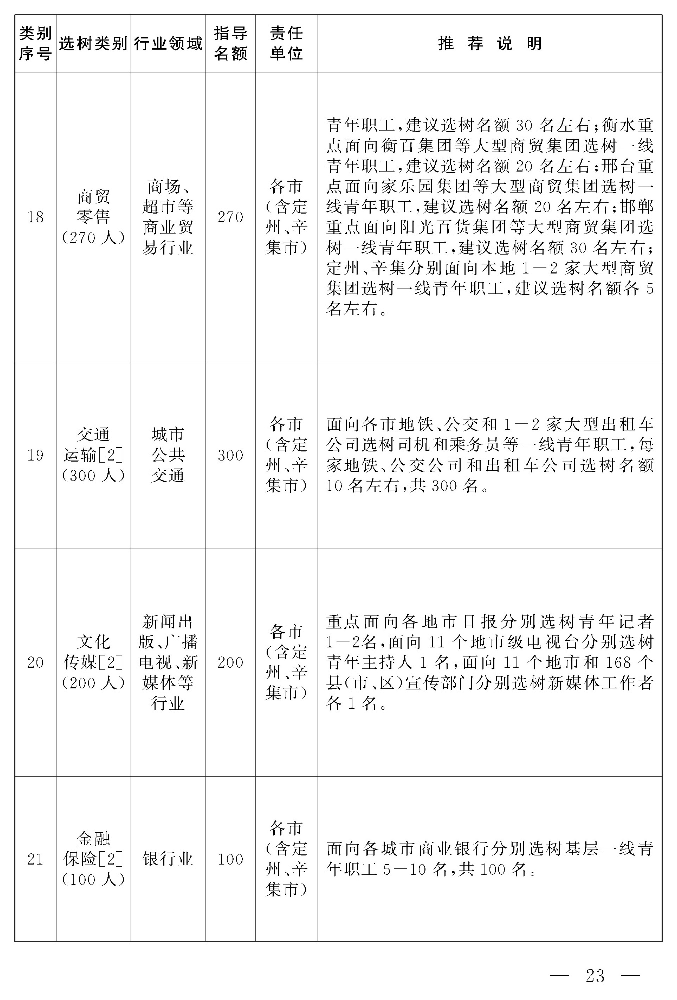 类别
序号
选树类别
行业领域
指导
名额
责任
单位
推荐说明
18
商贸
零售
(270人)
商场、
超市等
商业贸
易行业
270
各市
(含定
州、辛
集市)
青年职工,建议选树名额30名左右;衡水重
点面向衡百集团等大型商贸集团选树一线
青年职工,建议选树名额20名左右;邢台重
点面向家乐园集团等大型商贸集团选树一
线青年职工,建议选树名额20名左右;邯郸
重点面向阳光百货集团等大型商贸集团选
树一线青年职工,建议选树名额30名左右;
定州、辛集分别面向本地1—2家大型商贸
集团选树一线青年职工,建议选树名额各5
名左右。
19
交通
运输[2]
(300人)
城市
公共
交通
300
各市
(含定
州、辛
集市)
面向各市地铁、公交和1—2家大型出租车
公司选树司机和乘务员等一线青年职工,每
家地铁、公交公司和出租车公司选树名额
10名左右,共300名。
20
文化
传媒[2]
(200人)
新闻出
版、广播
电视、新
媒体等
行业
200
各市
(含定
州、辛
集市)
重点面向各地市日报分别选树青年记者
1—2名,面向11个地市级电视台分别选树
青年主持人1名,面向11个地市和168个
县(市、区)宣传部门分别选树新媒体工作者
各1名。
21
金融
保险[2]
(100人)
银行业
100
各市
(含定
州、辛
集市)
面向各城市商业银行分别选树基层一线青
年职工5—10名,共100名。
— 23 —